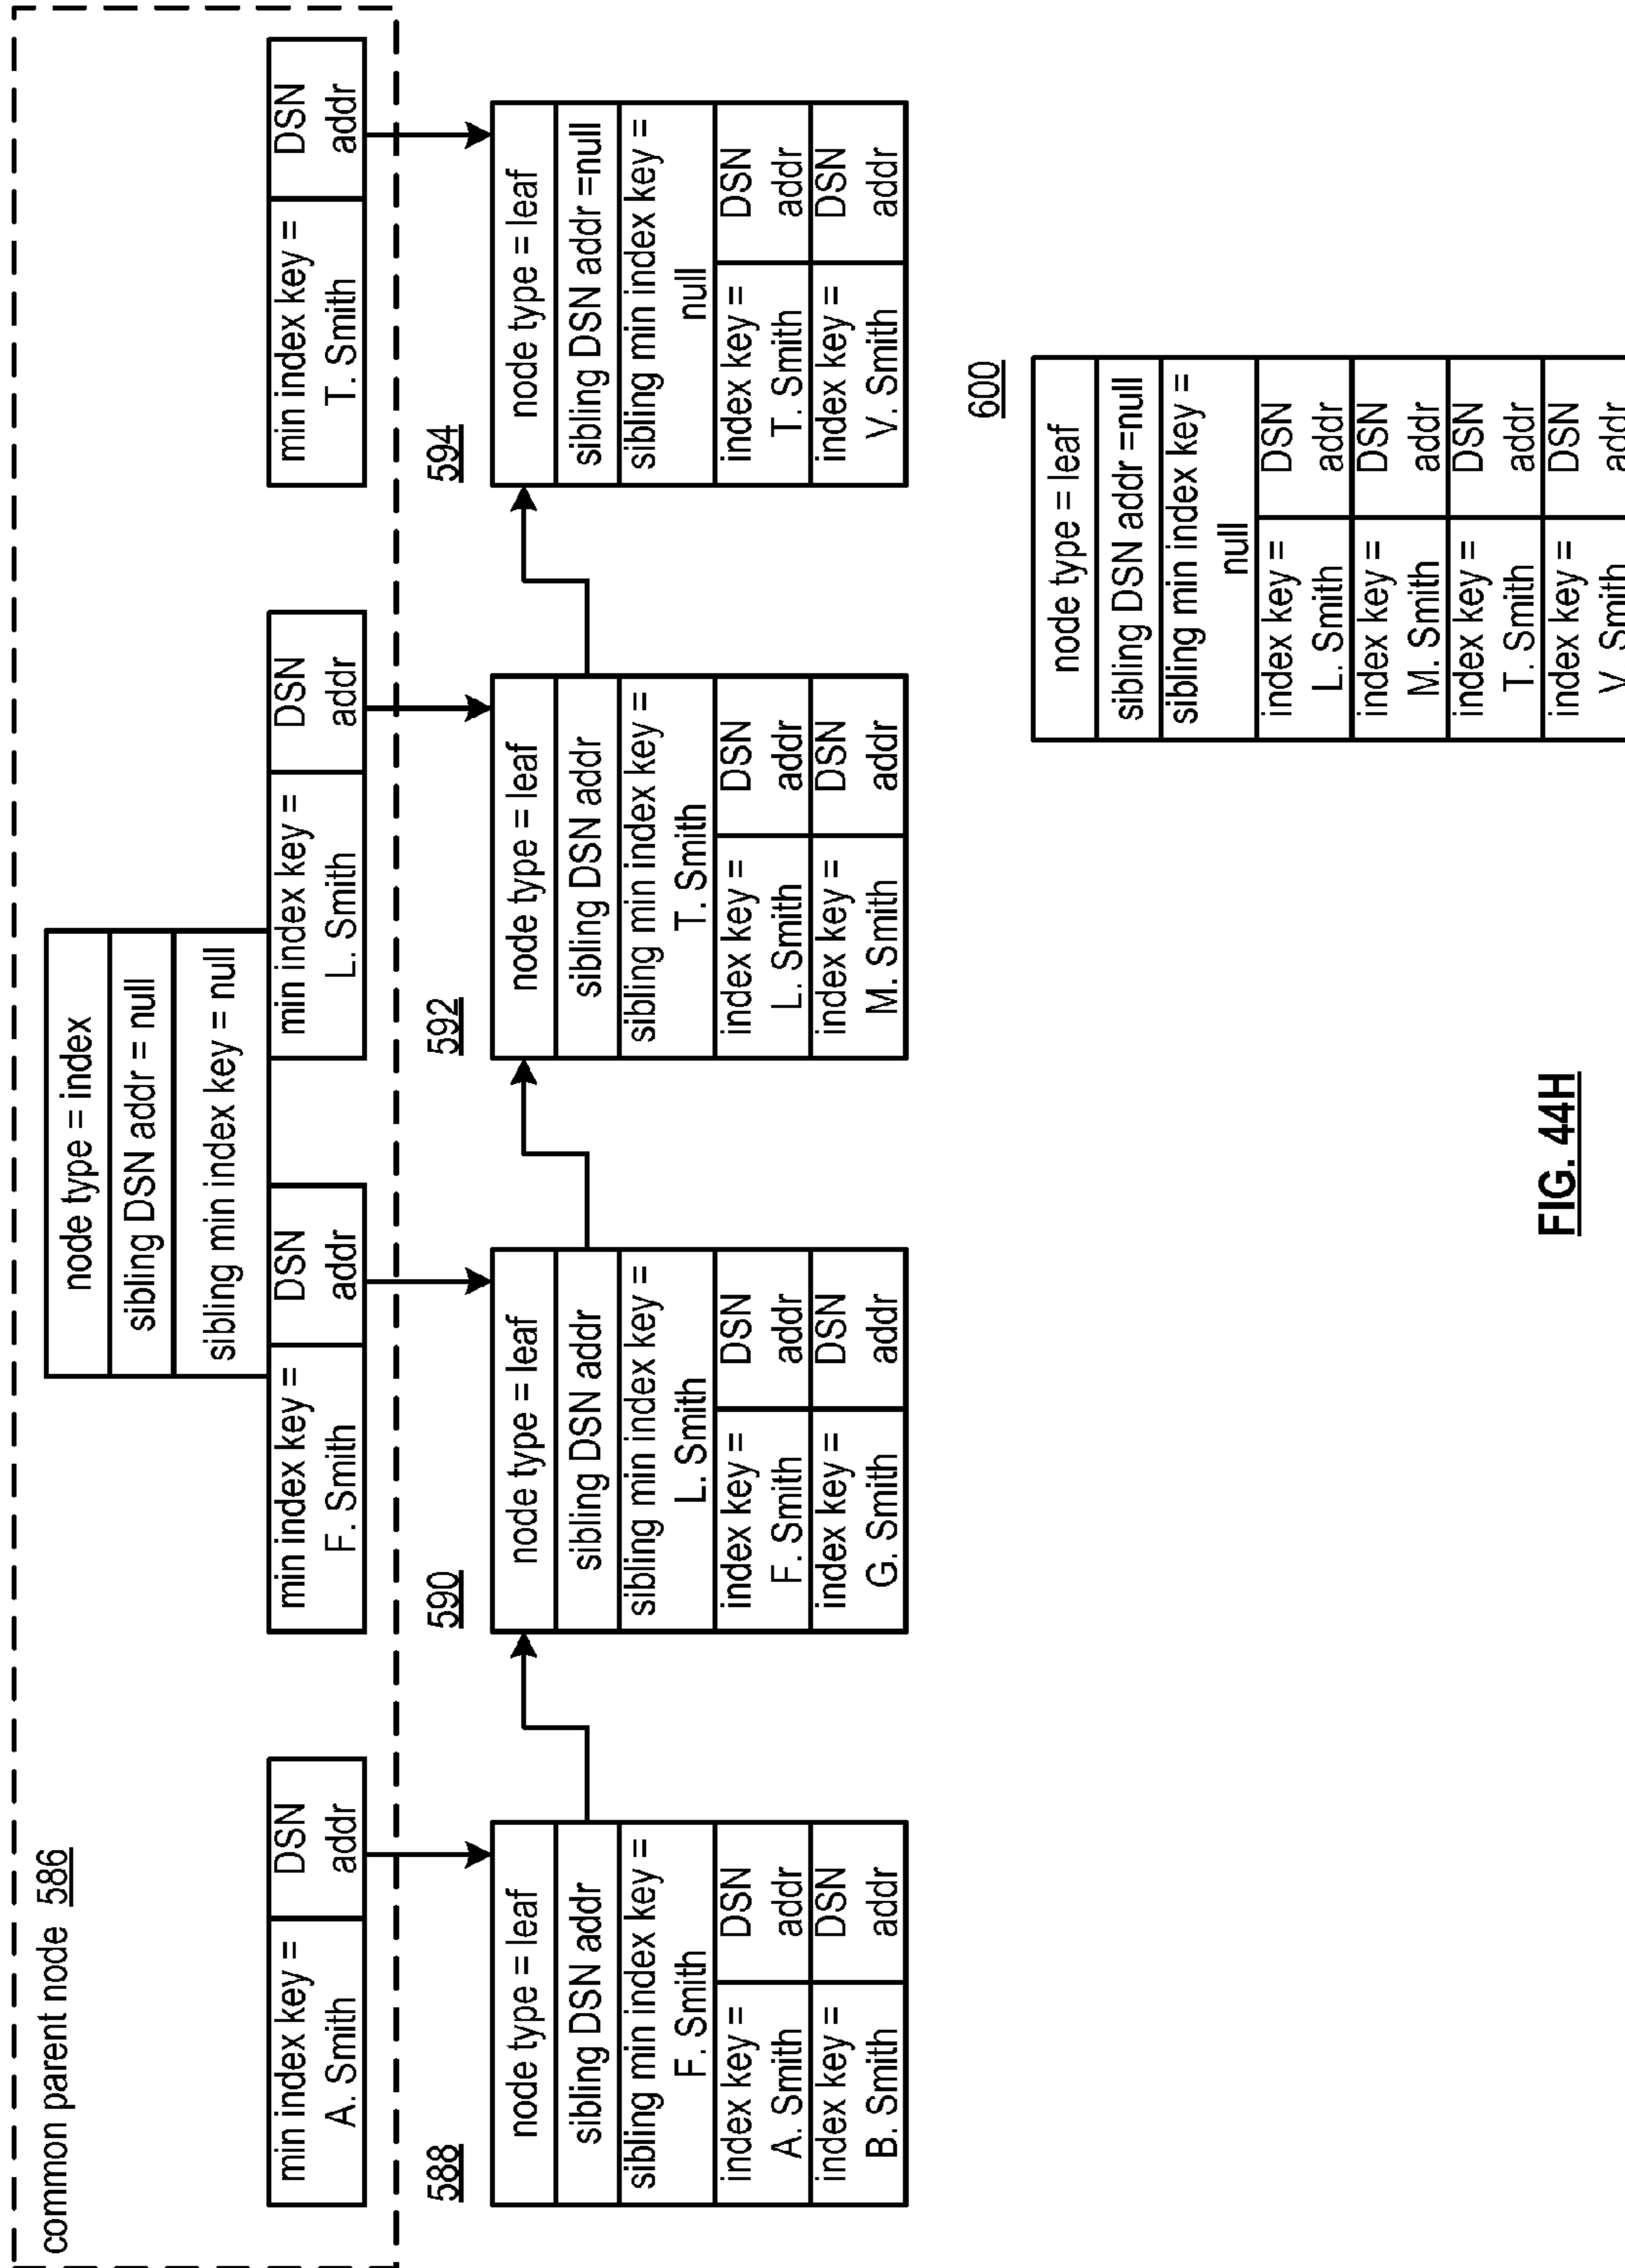 common parent node 586
node type = index
sibling DSN addr = null
sibling min index key = null
min index key =
A. Smith
DSN
addr
min index key =
F. Smith
DSN
addr
min index key =
L. Smith
DSN
addr
min index key =
T. Smith
DSN
addr
588
node type = leaf
sibling DSN addr
sibling min index key =
F. Smith
index key =
A. Smith
DSN
addr
index key =
B. Smith
DSN
addr
590
node type = leaf
sibling DSN addr
sibling min index key =
L. Smith
index key =
F. Smith
DSN
addr
index key =
G. Smith
DSN
addr
592
node type = leaf
sibling DSN addr
sibling min index key =
T. Smith
index key =
L. Smith
DSN
addr
index key =
M. Smith
DSN
addr
594
node type = leaf
sibling DSN addr =null
sibling min index key =
null
index key =
T. Smith
DSN
addr
index key =
V. Smith
DSN
addr
600
node type = leaf
sibling DSN addr =null
sibling min index key =
null
index key =
L. Smith
DSN
addr
index key =
M. Smith
DSN
addr
index key =
T. Smith
DSN
addr
index key =
V. Smith
DSN
addr
FIG. 44H